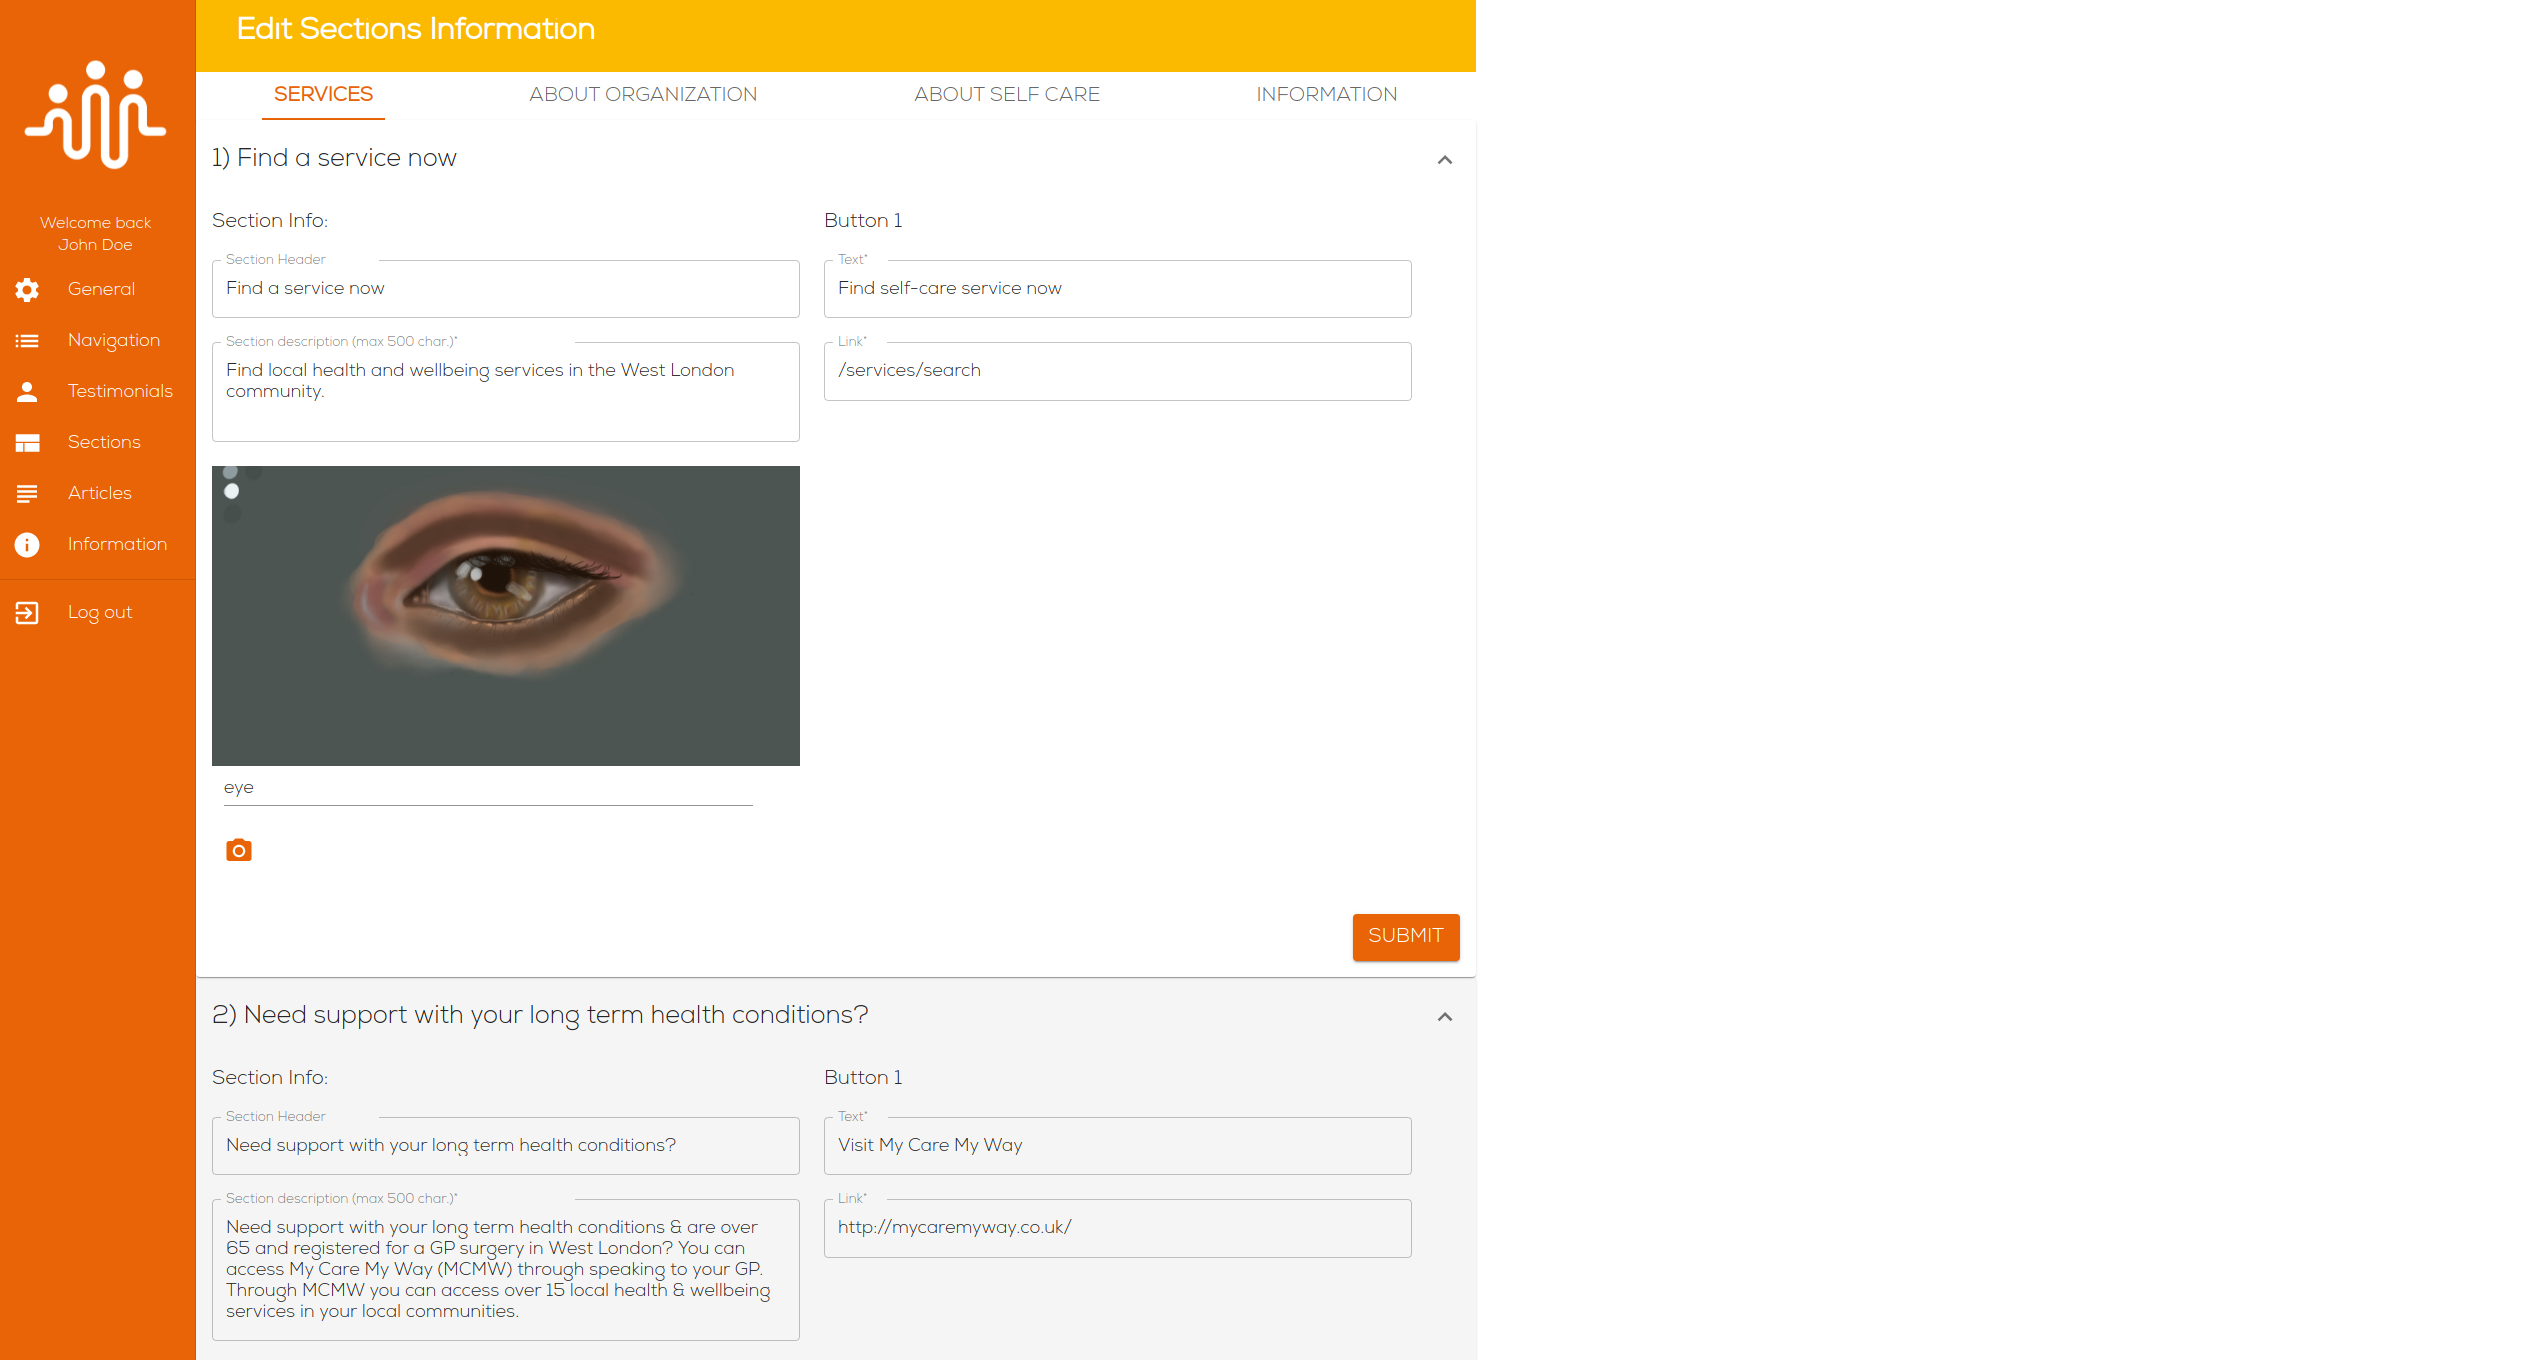 Edit Sections Information
SERVICES
ABOUT ORGANIZATION
ABOUT SELF CARE
INFORMATION
Welcome back
John Doe
General
Navigation
Testimonials
Sections
Articles
Information
Log out
1) Find a service now
Section Info:
Section Header
Find a service now
Section description (max 500 char.)*
Find local health and wellbeing services in the West London
community.
eye
Button 1
Text*
Find self-care service now
Link*
/services/search
SUBMIT
2) Need support with your long term health conditions?
Section Info:
Section Header
Need support with your long term health conditions?
Section description (max 500 char.)*
Need support with your long term health conditions & are over
65 and registered for a GP surgery in West London? You can
access My Care My Way (MCMW) through speaking to your GP.
Through MCMW you can access over 15 local health & wellbeing
services in your local communities.
Button 1
Text*
Visit My Care My Way
Link*
http://mycaremyway.co.uk/